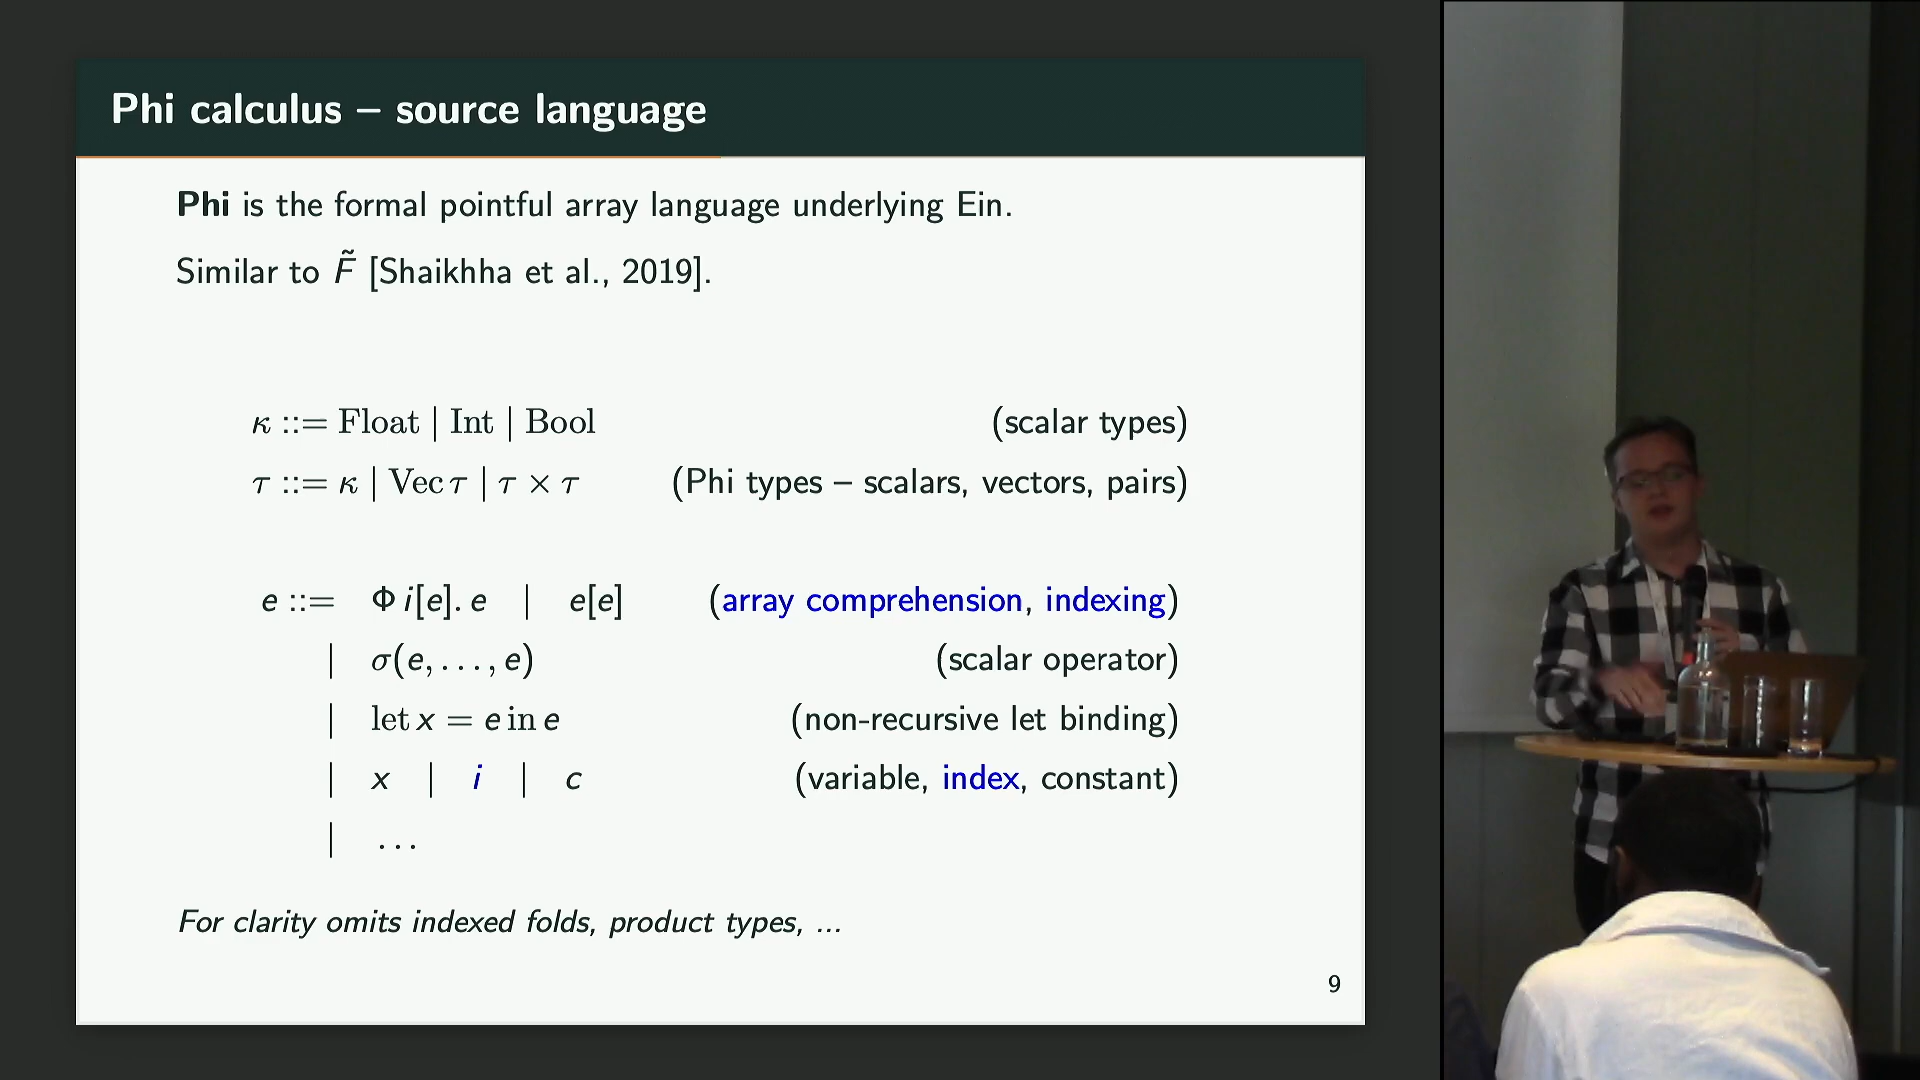 Phi calculus – source language
Phi is the formal pointful array language underlying Ein.
Similar to F̃ [Shaikhha et al., 2019].
κ ::= Float | Int | Bool (scalar types)
τ ::= κ | Vec τ | τ × τ (Phi types – scalars, vectors, pairs)
e ::= Φ i[e]. e | e[e] (array comprehension, indexing)
| σ(e, . . . , e) (scalar operator)
| let x = e in e (non-recursive let binding)
| x | i | c (variable, index, constant)
| . . .
For clarity omits indexed folds, product types, ...
9